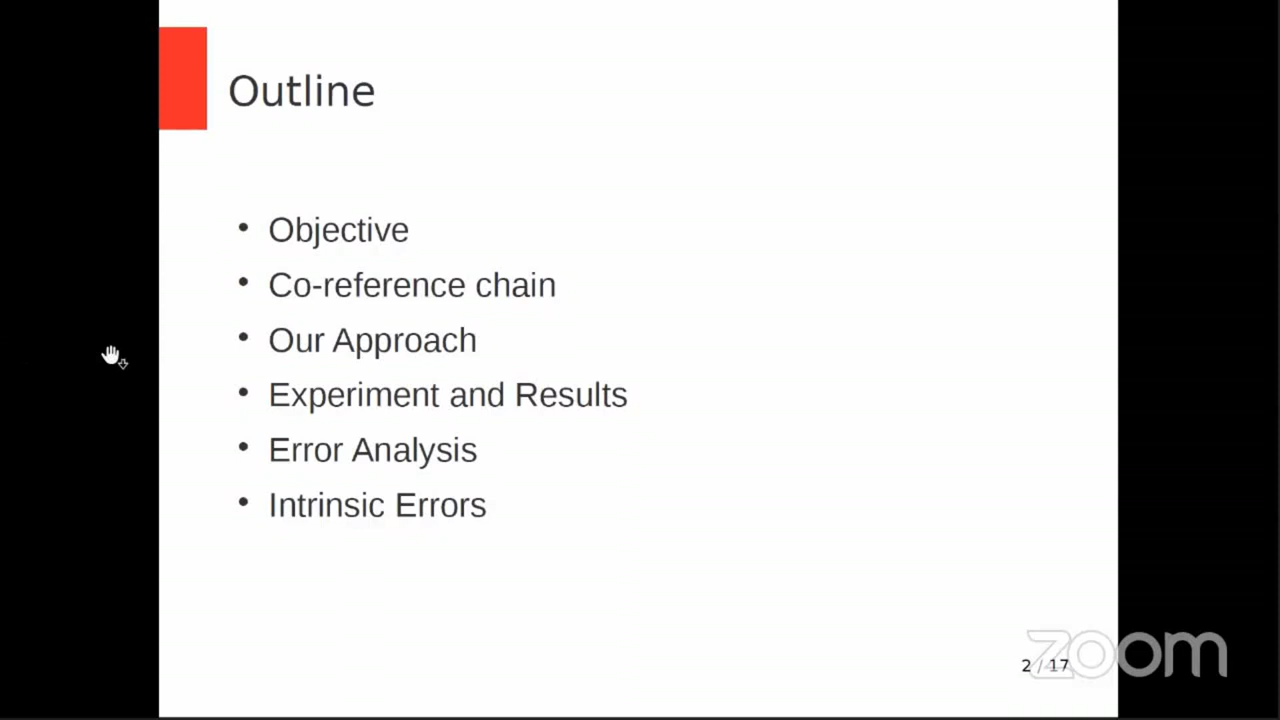 Outline
• Objective
• Co-reference chain
• Our Approach
• Experiment and Results
• Error Analysis
• Intrinsic Errors
2 / 17
zoom